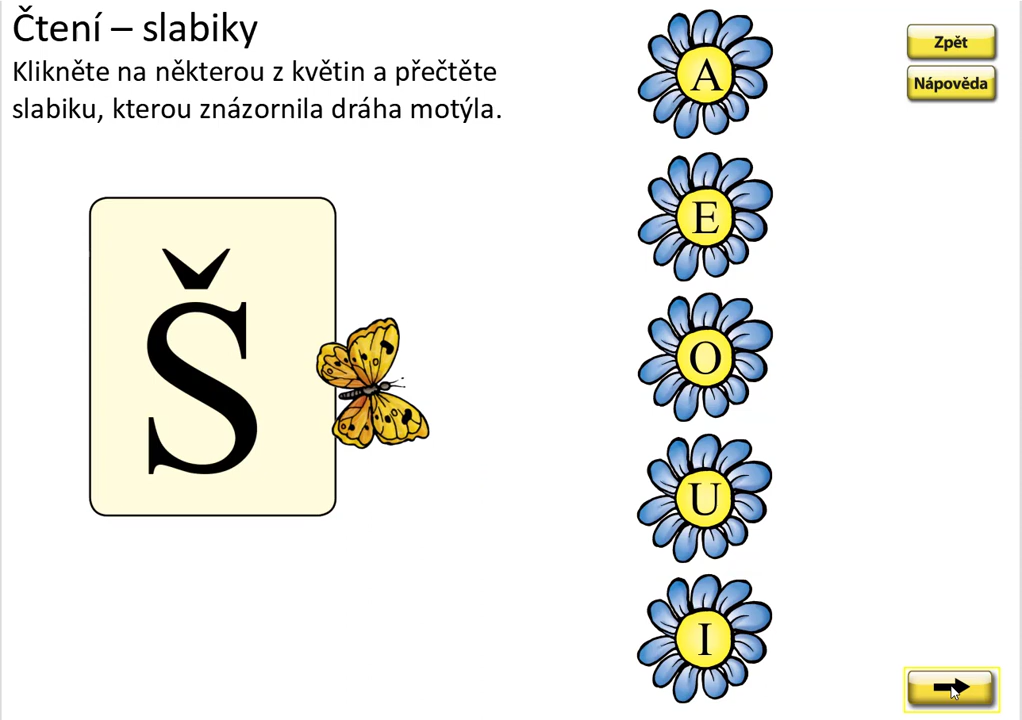 Čtení – slabiky
Klikněte na některou z květin a přečtěte
slabiku, kterou znázornila dráha motýla.
Š
A
E
O
U
I
Zpět
Nápověda